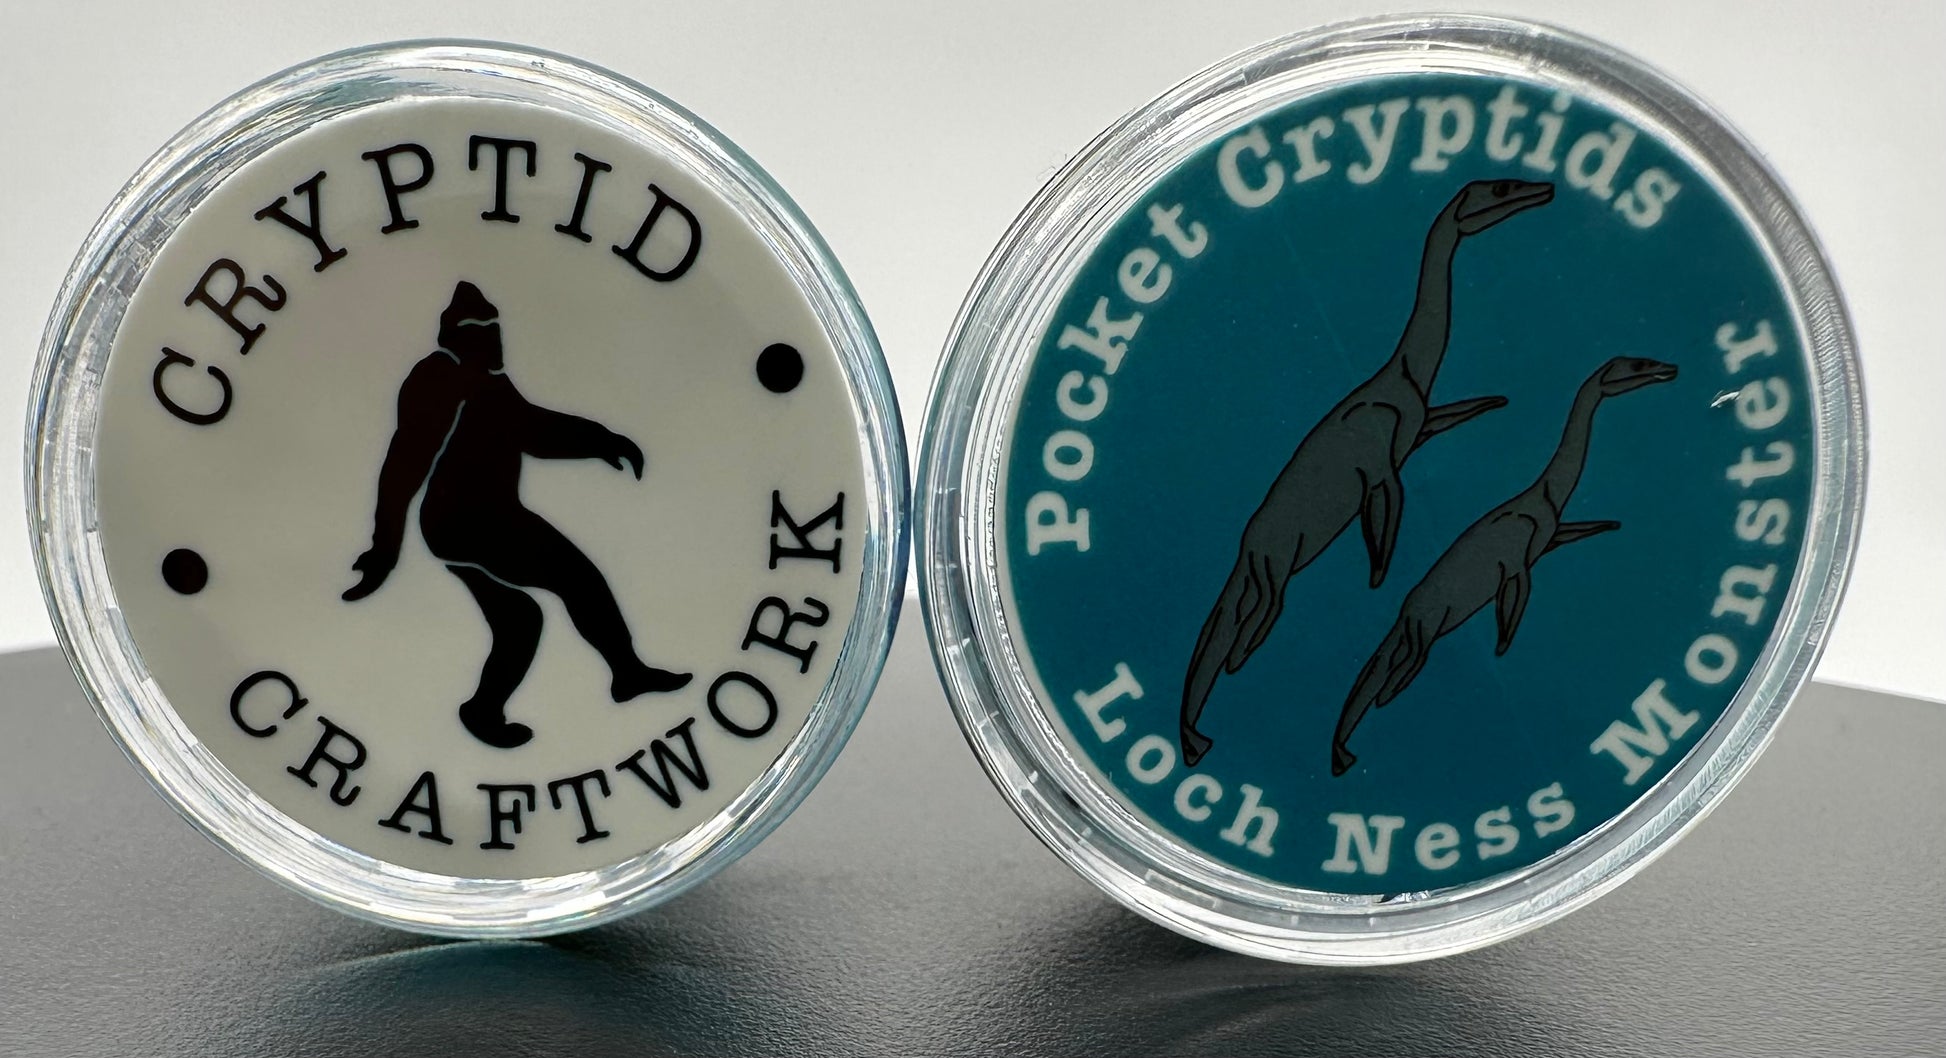 CRYPTID
CRAFTWORK
Pocket Cryptids
Loch Ness Monster